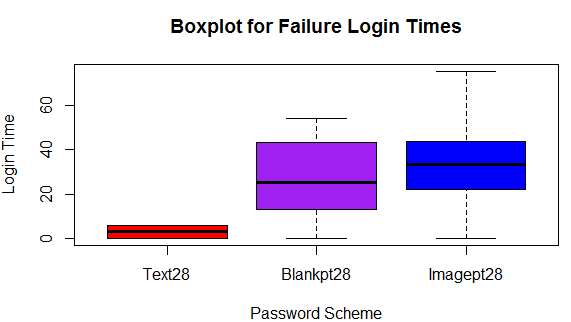 Boxplot for Failure Login Times
Login Time
60
40
20
0
Text28
Blankpt28
Imagept28
Password Scheme